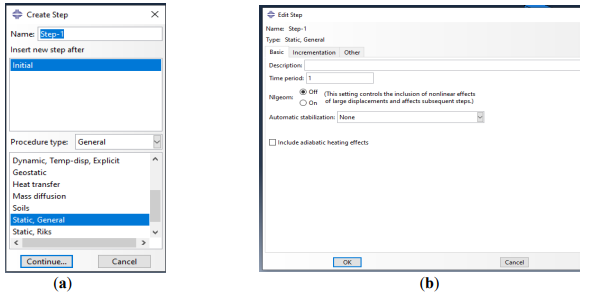 Create Step
Name: Step-1
Insert new step after
Initial
Procedure type: General
Dynamic, Temp-disp, Explicit
Geostatic
Heat transfer
Mass diffusion
Soils
Static, General
Static, Riks
Continue... Cancel
(a)
Edit Step
Name: Step-1
Type: Static, General
Basic Incrementation Other
Description:
Time period: 1
Nlgeom: Off (This setting controls the inclusion of nonlinear effects
On of large displacements and affects subsequent steps.)
Automatic stabilization: None
Include adiabatic heating effects
OK Cancel
(b)